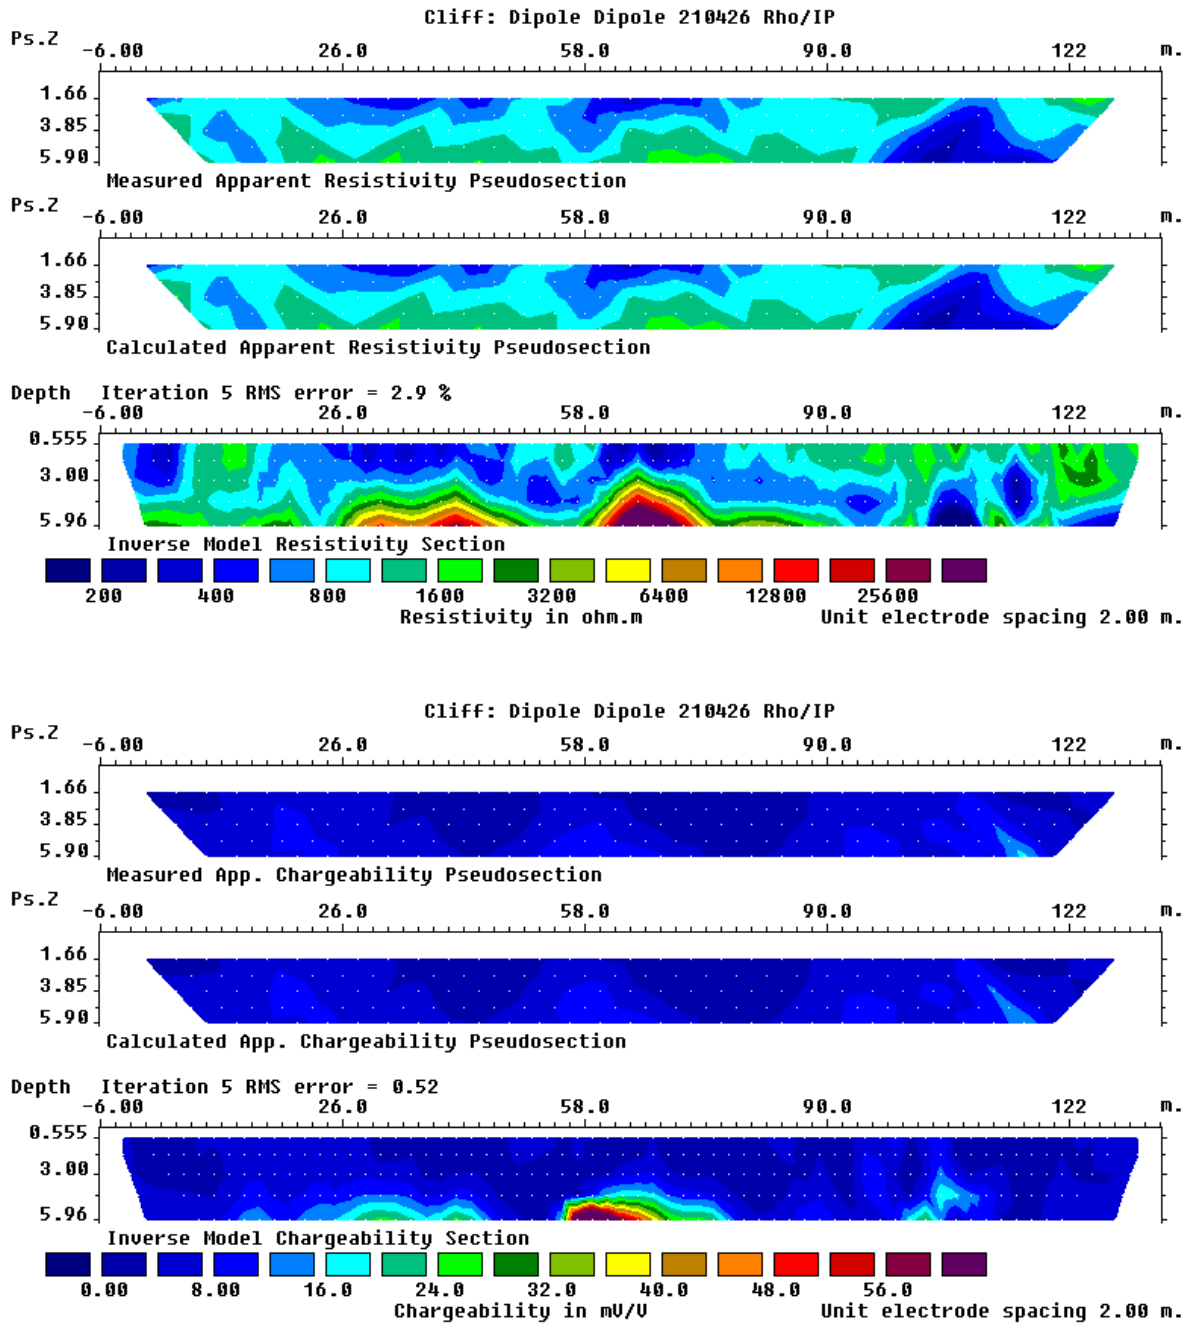 Cliff: Dipole Dipole 210426 Rho/IP
Ps.Z -6.00 26.0 58.0 90.0 122 m.
1.66
3.85
5.90
Measured Apparent Resistivity Pseudosection
Ps.Z -6.00 26.0 58.0 90.0 122 m.
1.66
3.85
5.90
Calculated Apparent Resistivity Pseudosection
Depth Iteration 5 RMS error = 2.9 %
-6.00 26.0 58.0 90.0 122 m.
0.555
3.00
5.96
Inverse Model Resistivity Section
200 400 800 1600 3200 6400 12800 25600
Resistivity in ohm.m Unit electrode spacing 2.00 m.
Cliff: Dipole Dipole 210426 Rho/IP
Ps.Z -6.00 26.0 58.0 90.0 122 m.
1.66
3.85
5.90
Measured App. Chargeability Pseudosection
Ps.Z -6.00 26.0 58.0 90.0 122 m.
1.66
3.85
5.90
Calculated App. Chargeability Pseudosection
Depth Iteration 5 RMS error = 0.52
-6.00 26.0 58.0 90.0 122 m.
0.555
3.00
5.96
Inverse Model Chargeability Section
0.00 8.00 16.0 24.0 32.0 40.0 48.0 56.0
Chargeability in mV/V Unit electrode spacing 2.00 m.